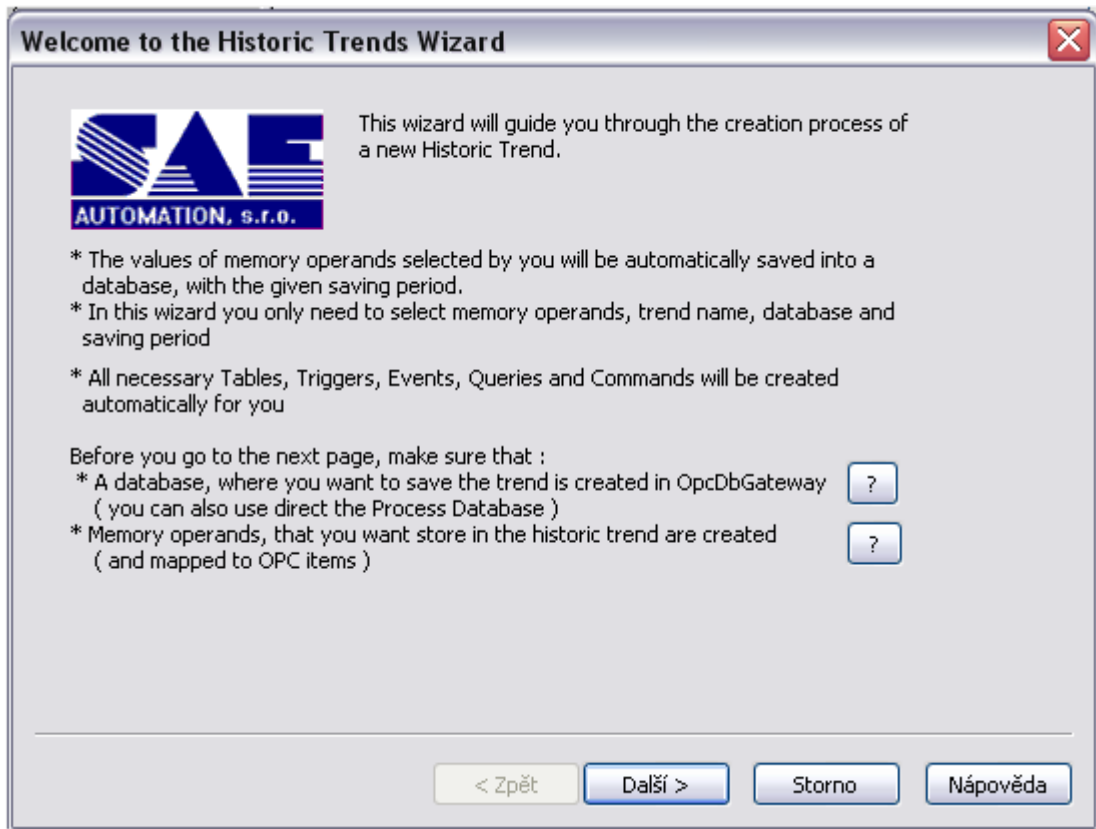 Welcome to the Historic Trends Wizard
SAE
AUTOMATION, s.r.o.
This wizard will guide you through the creation process of
a new Historic Trend.
* The values of memory operands selected by you will be automatically saved into a
database, with the given saving period.
* In this wizard you only need to select memory operands, trend name, database and
saving period
* All necessary Tables, Triggers, Events, Queries and Commands will be created
automatically for you
Before you go to the next page, make sure that :
* A database, where you want to save the trend is created in OpcDbGateway
( you can also use direct the Process Database )
?
* Memory operands, that you want store in the historic trend are created
( and mapped to OPC items )
?
< Zpět
Další >
Storno
Nápověda